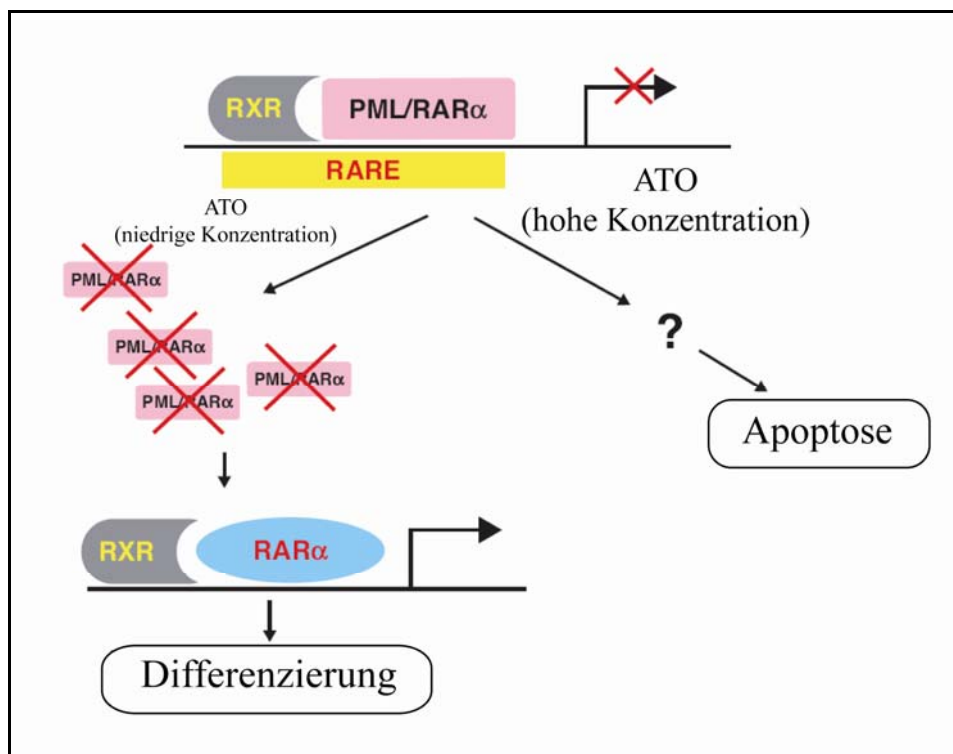 RXR
PML/RARα
RARE
ATO
(niedrige Konzentration)
ATO
(hohe Konzentration)
PML/RARα
PML/RARα
PML/RARα
PML/RARα
?
Apoptose
RXR
RARα
Differenzierung